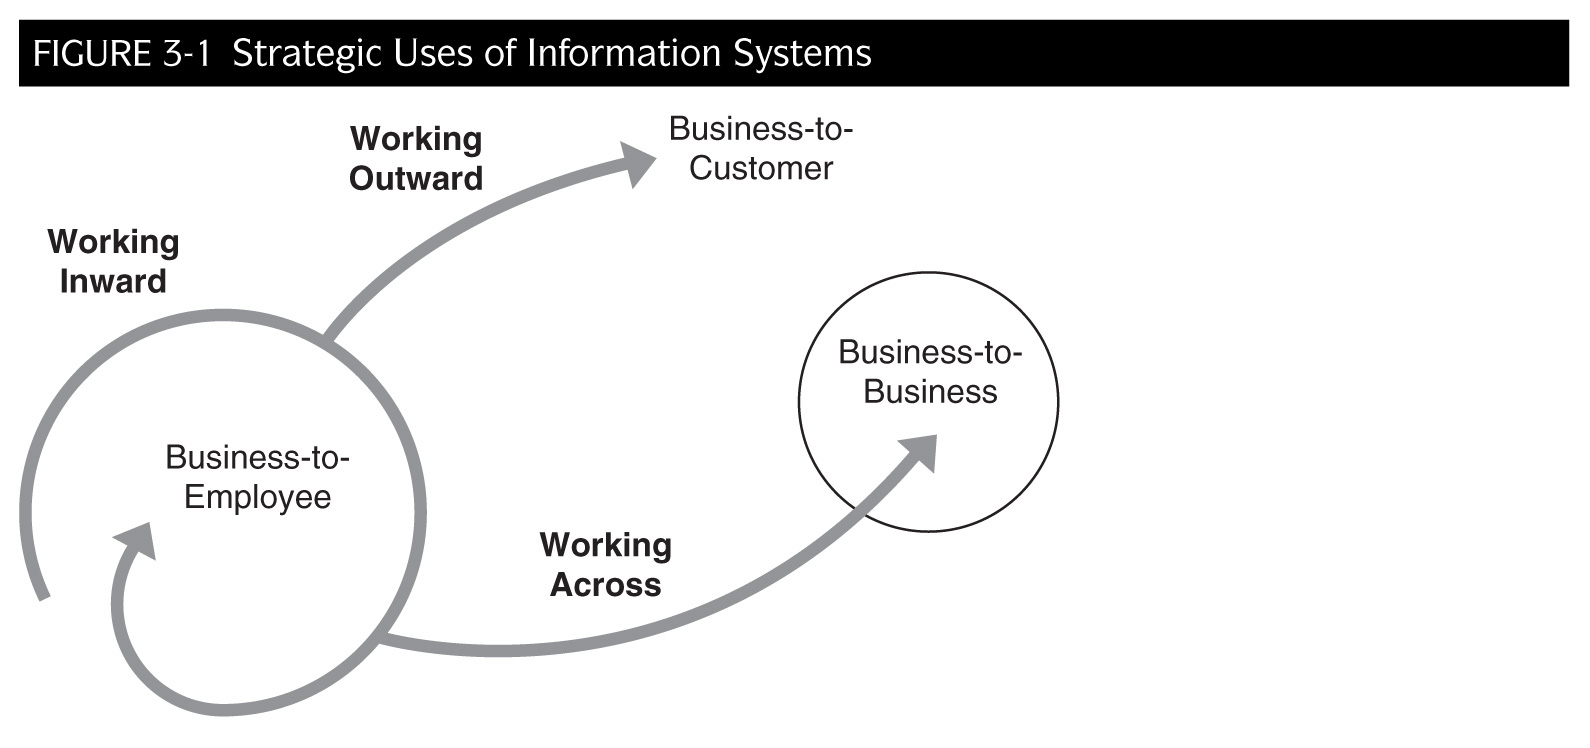 FIGURE 3-1 Strategic Uses of Information Systems
Working
Outward
Business-to-
Customer
Working
Inward
Business-to-
Business
Business-to-
Employee
Working
Across